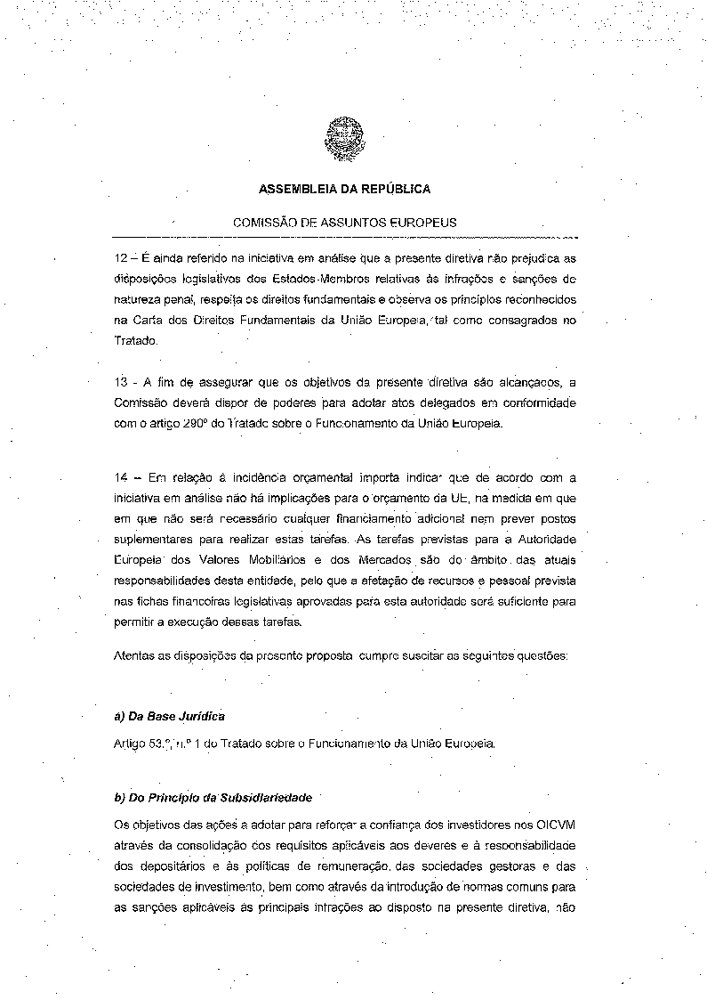 ASSEMBLEIA DA REPÚBLICA
COMISSÃO DE ASSUNTOS EUROPEUS
12 – É ainda referido na iniciativa em análise que a presente diretiva não prejudica as
disposições legislativas dos Estados-Membros relativas às infrações e sanções de
natureza penal, respeita os direitos fundamentais e observa os princípios reconhecidos
na Carta dos Direitos Fundamentais da União Europeia, tal como consagrados no
Tratado.
13 - A fim de assegurar que os objetivos da presente diretiva são alcançados, a
Comissão deverá dispor de poderes para adotar atos delegados em conformidade
com o artigo 290º do Tratado sobre o Funcionamento da União Europeia.
14 – Em relação à incidência orçamental importa indicar que de acordo com a
iniciativa em análise não há implicações para o orçamento da UE, na medida em que
em que não será necessário qualquer financiamento adicional nem prever postos
suplementares para realizar estas tarefas. As tarefas previstas para a Autoridade
Europeia dos Valores Mobiliários e dos Mercados são do âmbito das atuais
responsabilidades desta entidade, pelo que a afetação de recursos e pessoal prevista
nas fichas financeiras legislativas aprovadas para esta autoridade será suficiente para
permitir a execução dessas tarefas.
Atentas as disposições da presente proposta cumpre suscitar as seguintes questões:
a) Da Base Jurídica
Artigo 53.º, n.º 1 do Tratado sobre o Funcionamento da União Europeia.
b) Do Princípio da Subsidiariedade
Os objetivos das ações a adotar para reforçar a confiança dos investidores nos OICVM
através da consolidação dos requisitos aplicáveis aos deveres e à responsabilidade
dos depositários e às políticas de remuneração das sociedades gestoras e das
sociedades de investimento, bem como através da introdução de normas comuns para
as sanções aplicáveis às principais infrações ao disposto na presente diretiva, não